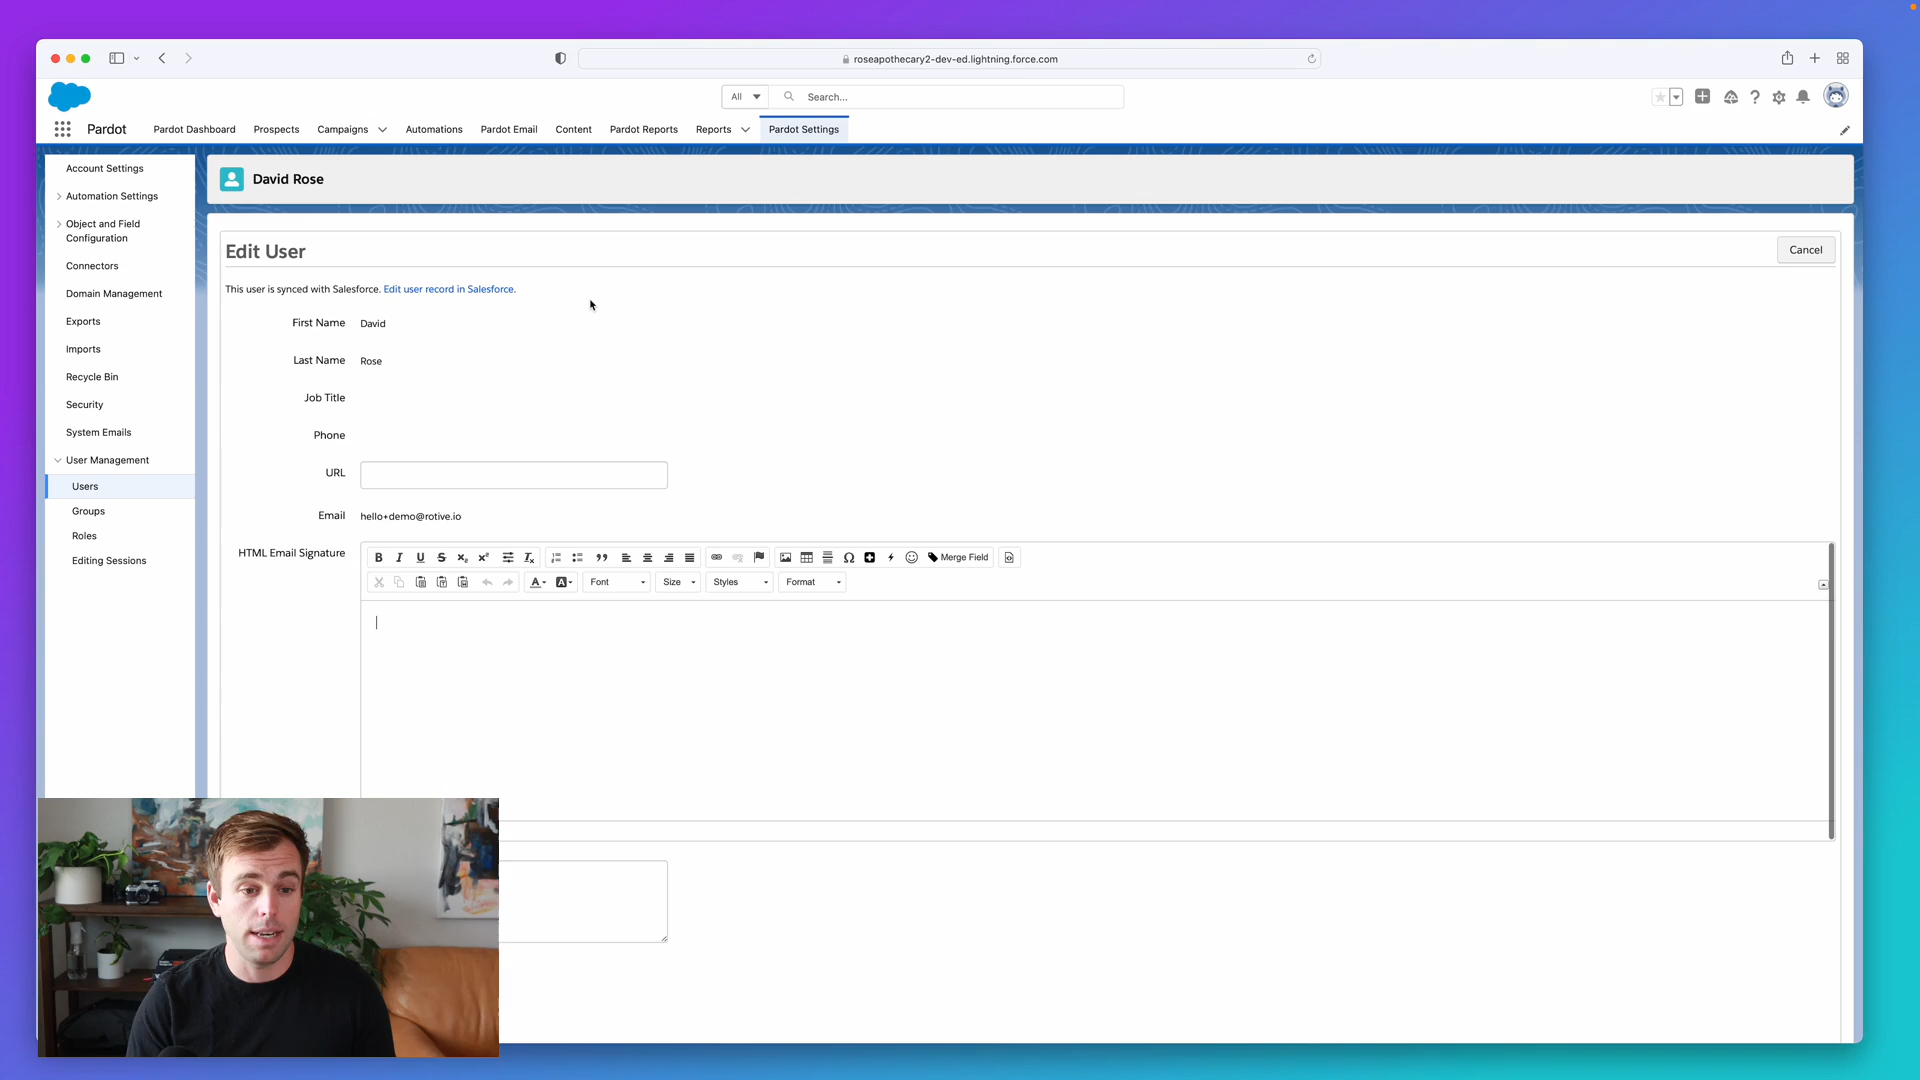 roseapothecary2-dev-ed.lightning.force.com
All
Search...
Pardot
Pardot Dashboard
Prospects
Campaigns
Automations
Pardot Email
Content
Pardot Reports
Reports
Pardot Settings
Account Settings
Automation Settings
Object and Field
Configuration
Connectors
Domain Management
Exports
Imports
Recycle Bin
Security
System Emails
User Management
Users
Groups
Roles
Editing Sessions
David Rose
Edit User
Cancel
This user is synced with Salesforce. Edit user record in Salesforce.
First Name David
Last Name Rose
Job Title
Phone
URL
Email hello+demo@rotive.io
HTML Email Signature
Merge Field
Font
Size
Styles
Format